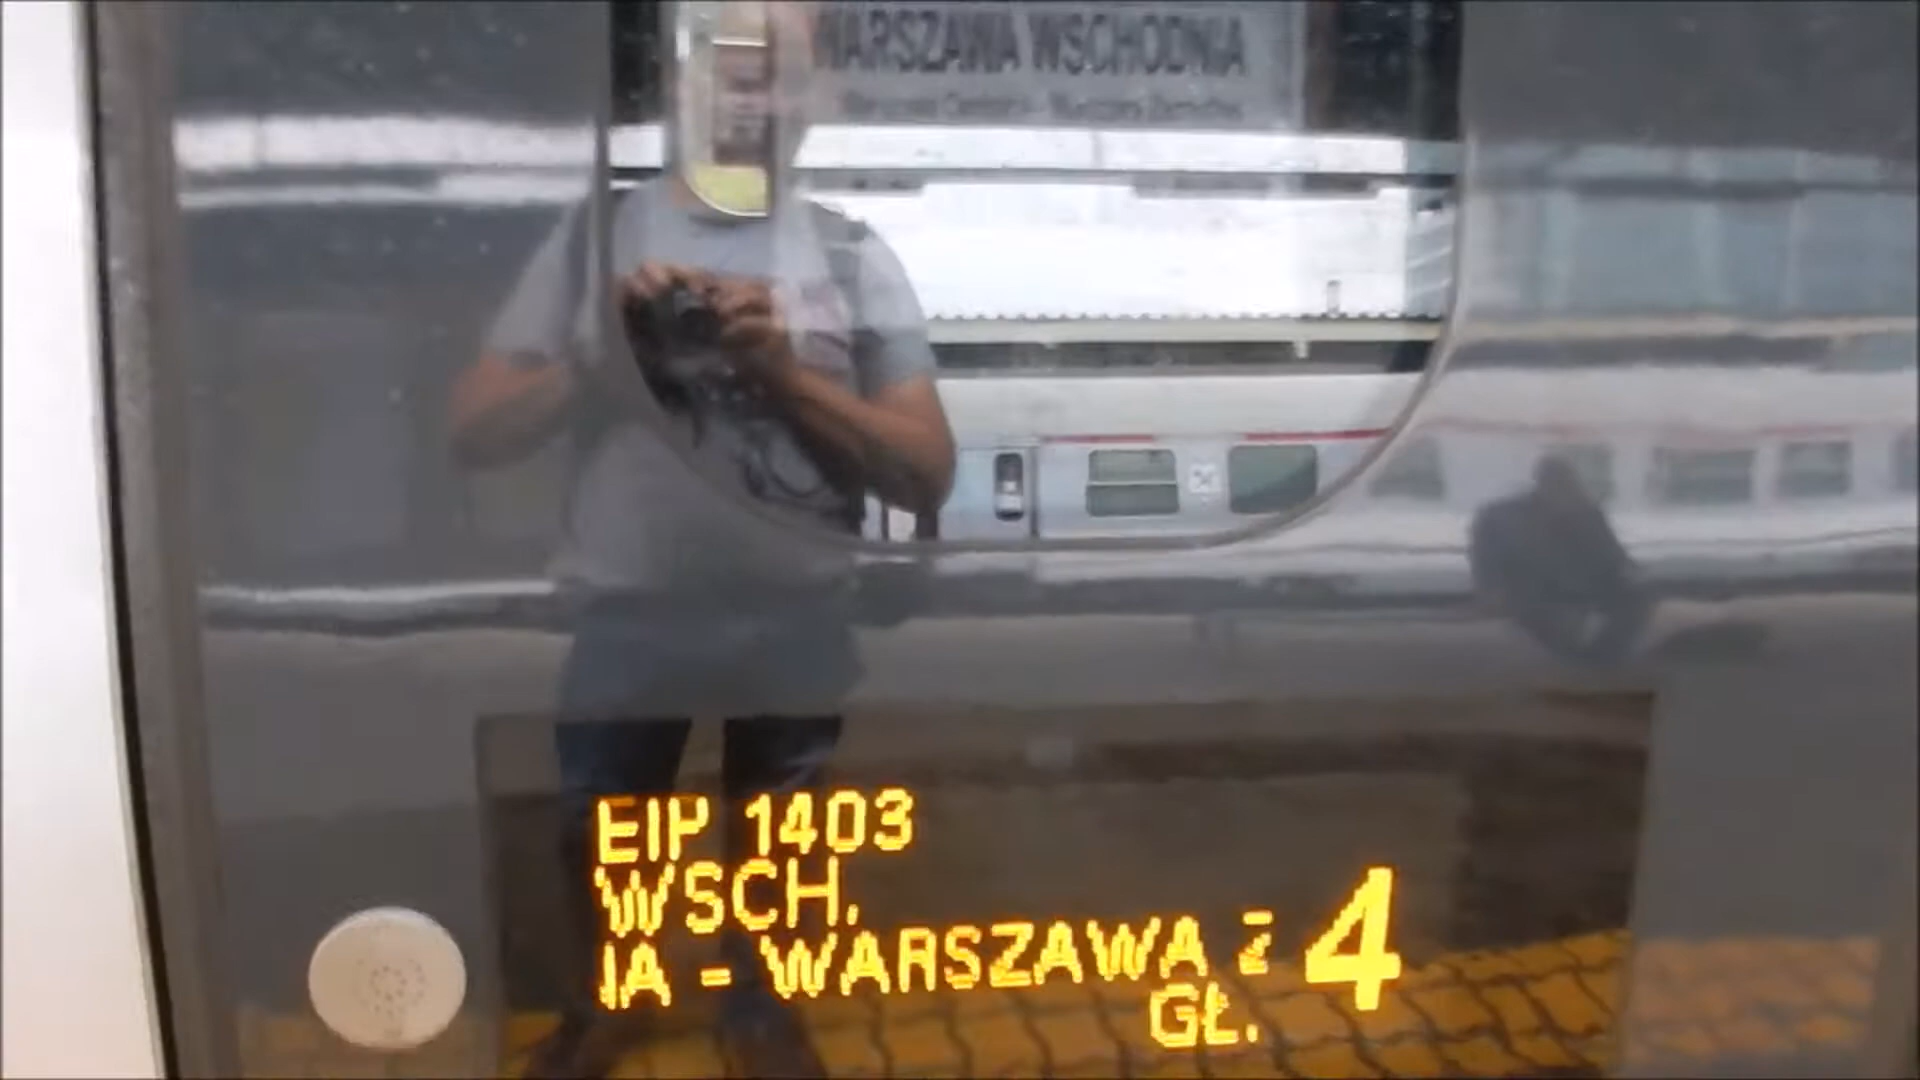 WARSZAWA WSCHODNIA
EIP 1403
WSCH.
IA - WARSZAWA Z
4
GŁ.